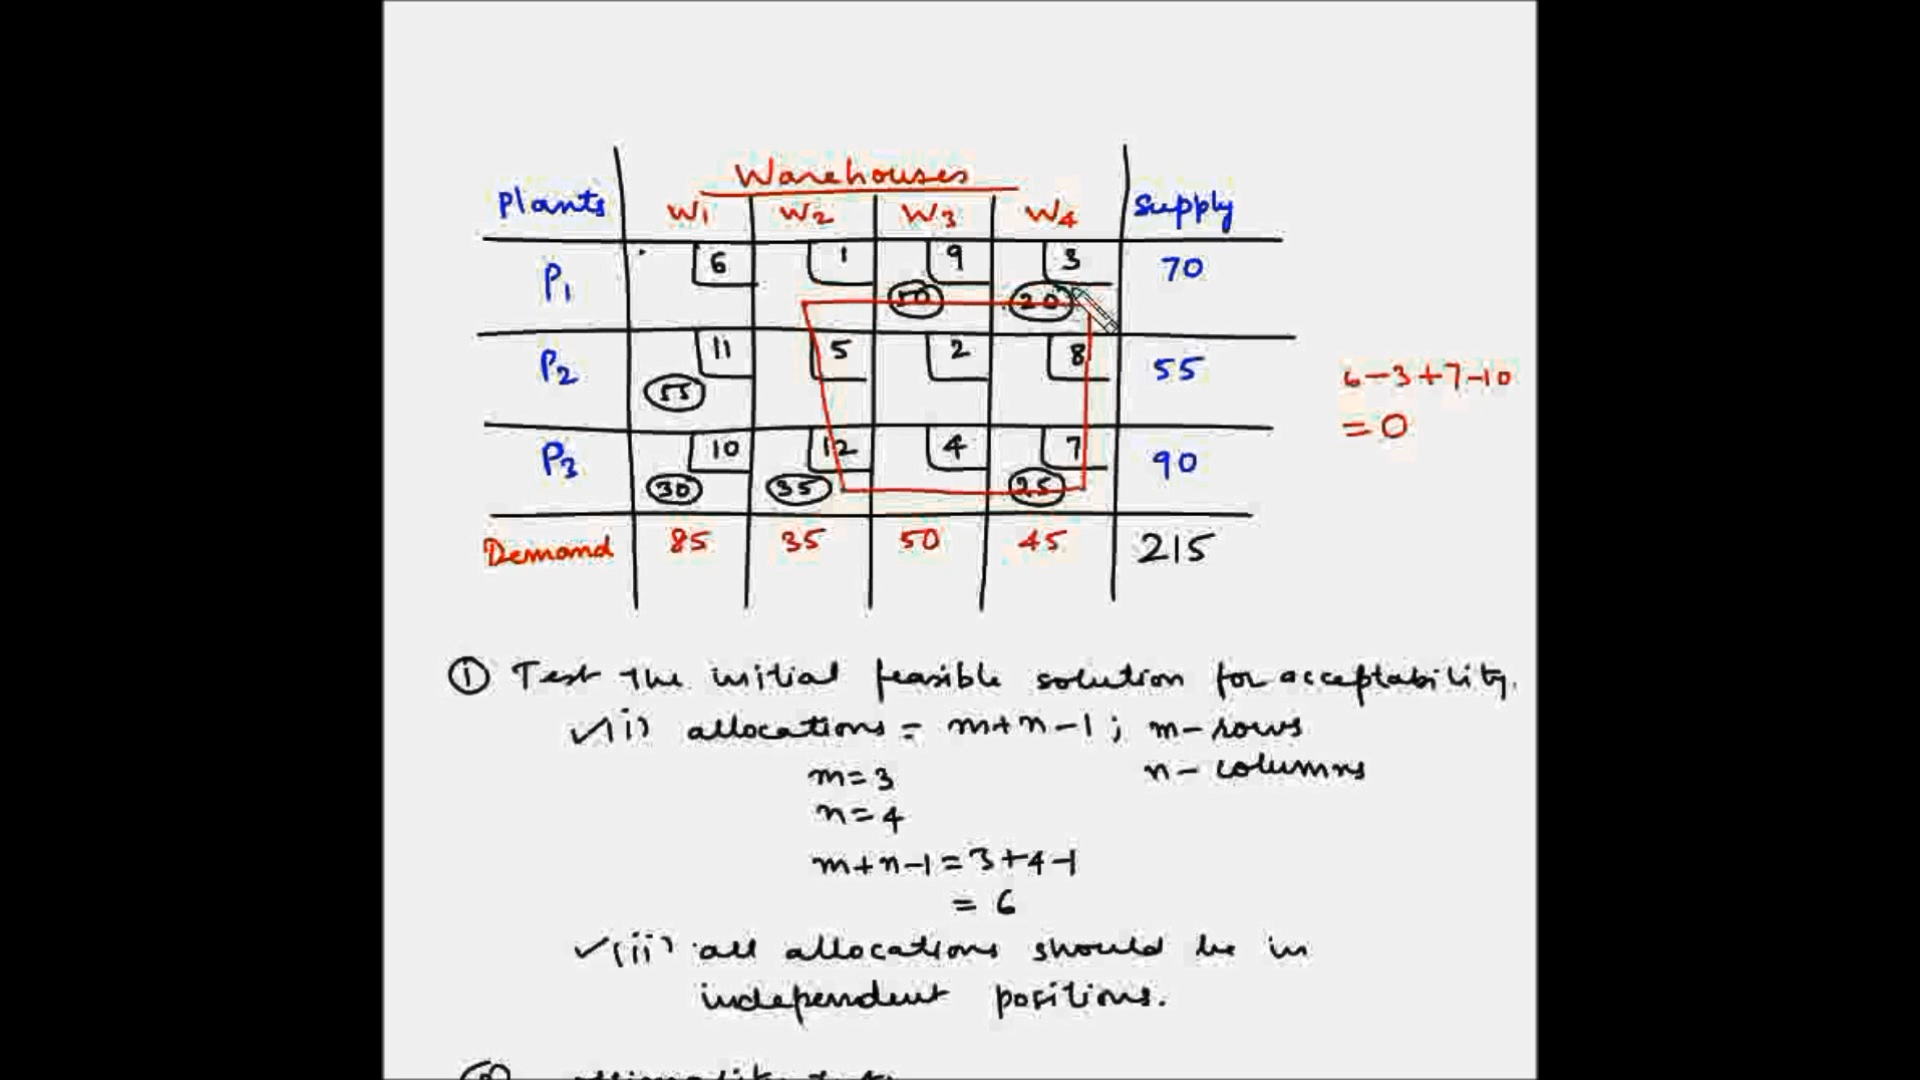 Warehouses
Plants W1 W2 W3 W4 Supply
P1 6 1 9 3 70
50 20
P2 11 5 2 8 55
55
6-3+7-10
= 0
P3 10 12 4 7 90
30 35 25
Demand 85 35 50 45 215
① Test the initial feasible solution for acceptability.
✓(i) allocations = m+n-1; m-rows
n- columns
m=3
n=4
m+n-1=3+4-1
= 6
✓(ii) all allocations should be in
independent positions.